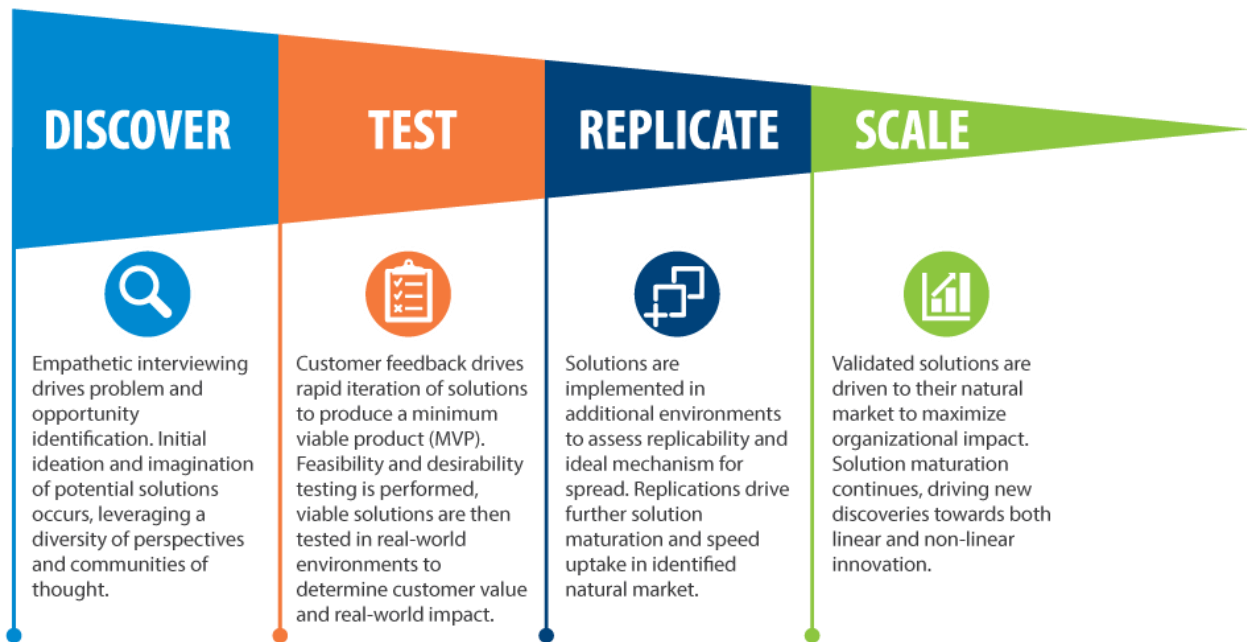 DISCOVER
TEST
REPLICATE
SCALE
Empathetic interviewing
drives problem and
opportunity
identification. Initial
ideation and imagination
of potential solutions
occurs, leveraging a
diversity of perspectives
and communities of
thought.
Customer feedback drives
rapid iteration of solutions
to produce a minimum
viable product (MVP).
Feasibility and desirability
testing is performed,
viable solutions are then
tested in real-world
environments to
determine customer value
and real-world impact.
Solutions are
implemented in
additional environments
to assess replicability and
ideal mechanism for
spread. Replications drive
further solution
maturation and speed
uptake in identified
natural market.
Validated solutions are
driven to their natural
market to maximize
organizational impact.
Solution maturation
continues, driving new
discoveries towards both
linear and non-linear
innovation.